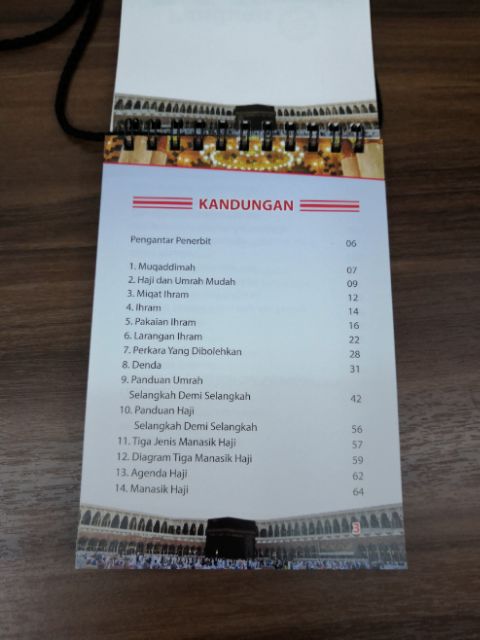 KANDUNGAN
Pengantar Penerbit 06
1. Muqaddimah 07
2. Haji dan Umrah Mudah 09
3. Miqat Ihram 12
4. Ihram 14
5. Pakaian Ihram 16
6. Larangan Ihram 22
7. Perkara Yang Dibolehkan 28
8. Denda 31
9. Panduan Umrah
Selangkah Demi Selangkah 42
10. Panduan Haji
Selangkah Demi Selangkah 56
11. Tiga Jenis Manasik Haji 57
12. Diagram Tiga Manasik Haji 59
13. Agenda Haji 62
14. Manasik Haji 64
3